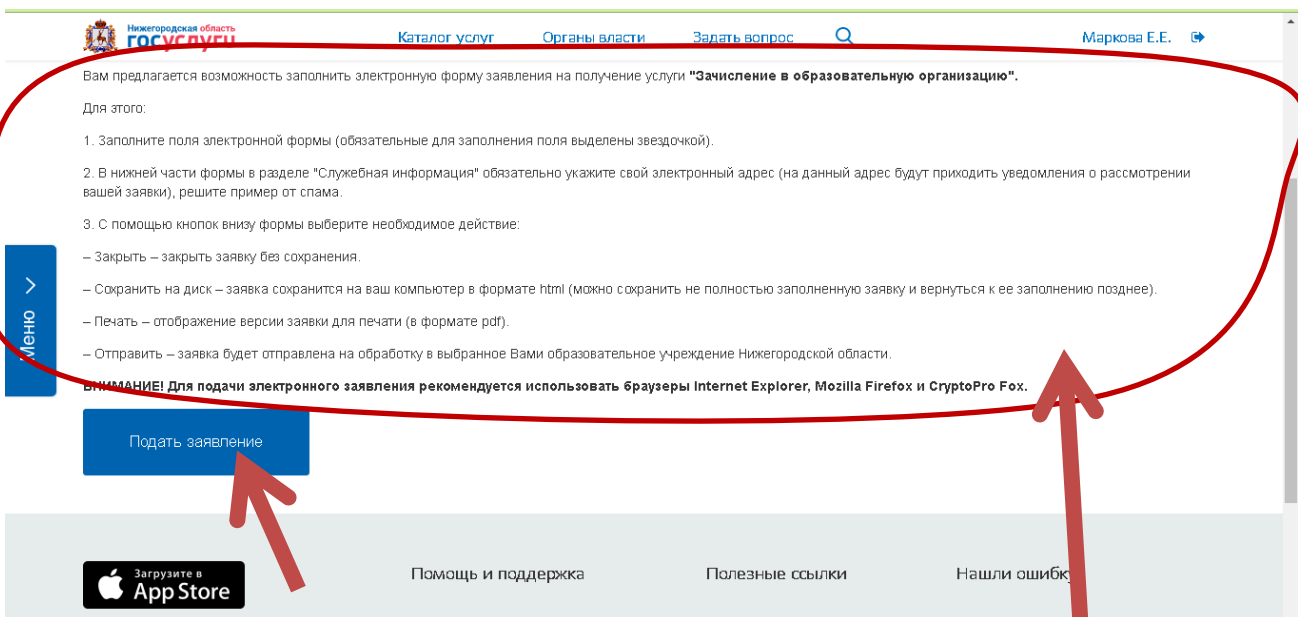 Нижегородская область
госуслуги
Каталог услуг Органы власти Задать вопрос Маркова Е.Е.
Вам предлагается возможность заполнить электронную форму заявления на получение услуги "Зачисление в образовательную организацию".
Для этого:
1. Заполните поля электронной формы (обязательные для заполнения поля выделены звездочкой).
2. В нижней части формы в разделе "Служебная информация" обязательно укажите свой электронный адрес (на данный адрес будут приходить уведомления о рассмотрении
вашей заявки), решите пример от спама.
3. С помощью кнопок внизу формы выберите необходимое действие:
– Закрыть – закрыть заявку без сохранения.
– Сохранить на диск – заявка сохранится на ваш компьютер в формате html (можно сохранить не полностью заполненную заявку и вернуться к ее заполнению позднее).
– Печать – отображение версии заявки для печати (в формате pdf).
– Отправить – заявка будет отправлена на обработку в выбранное Вами образовательное учреждение Нижегородской области.
ВНИМАНИЕ! Для подачи электронного заявления рекомендуется использовать браузеры Internet Explorer, Mozilla Firefox и CryptoPro Fox.
Меню
Подать заявление
Загрузите в
App Store
Помощь и поддержка Полезные ссылки Нашли ошибку